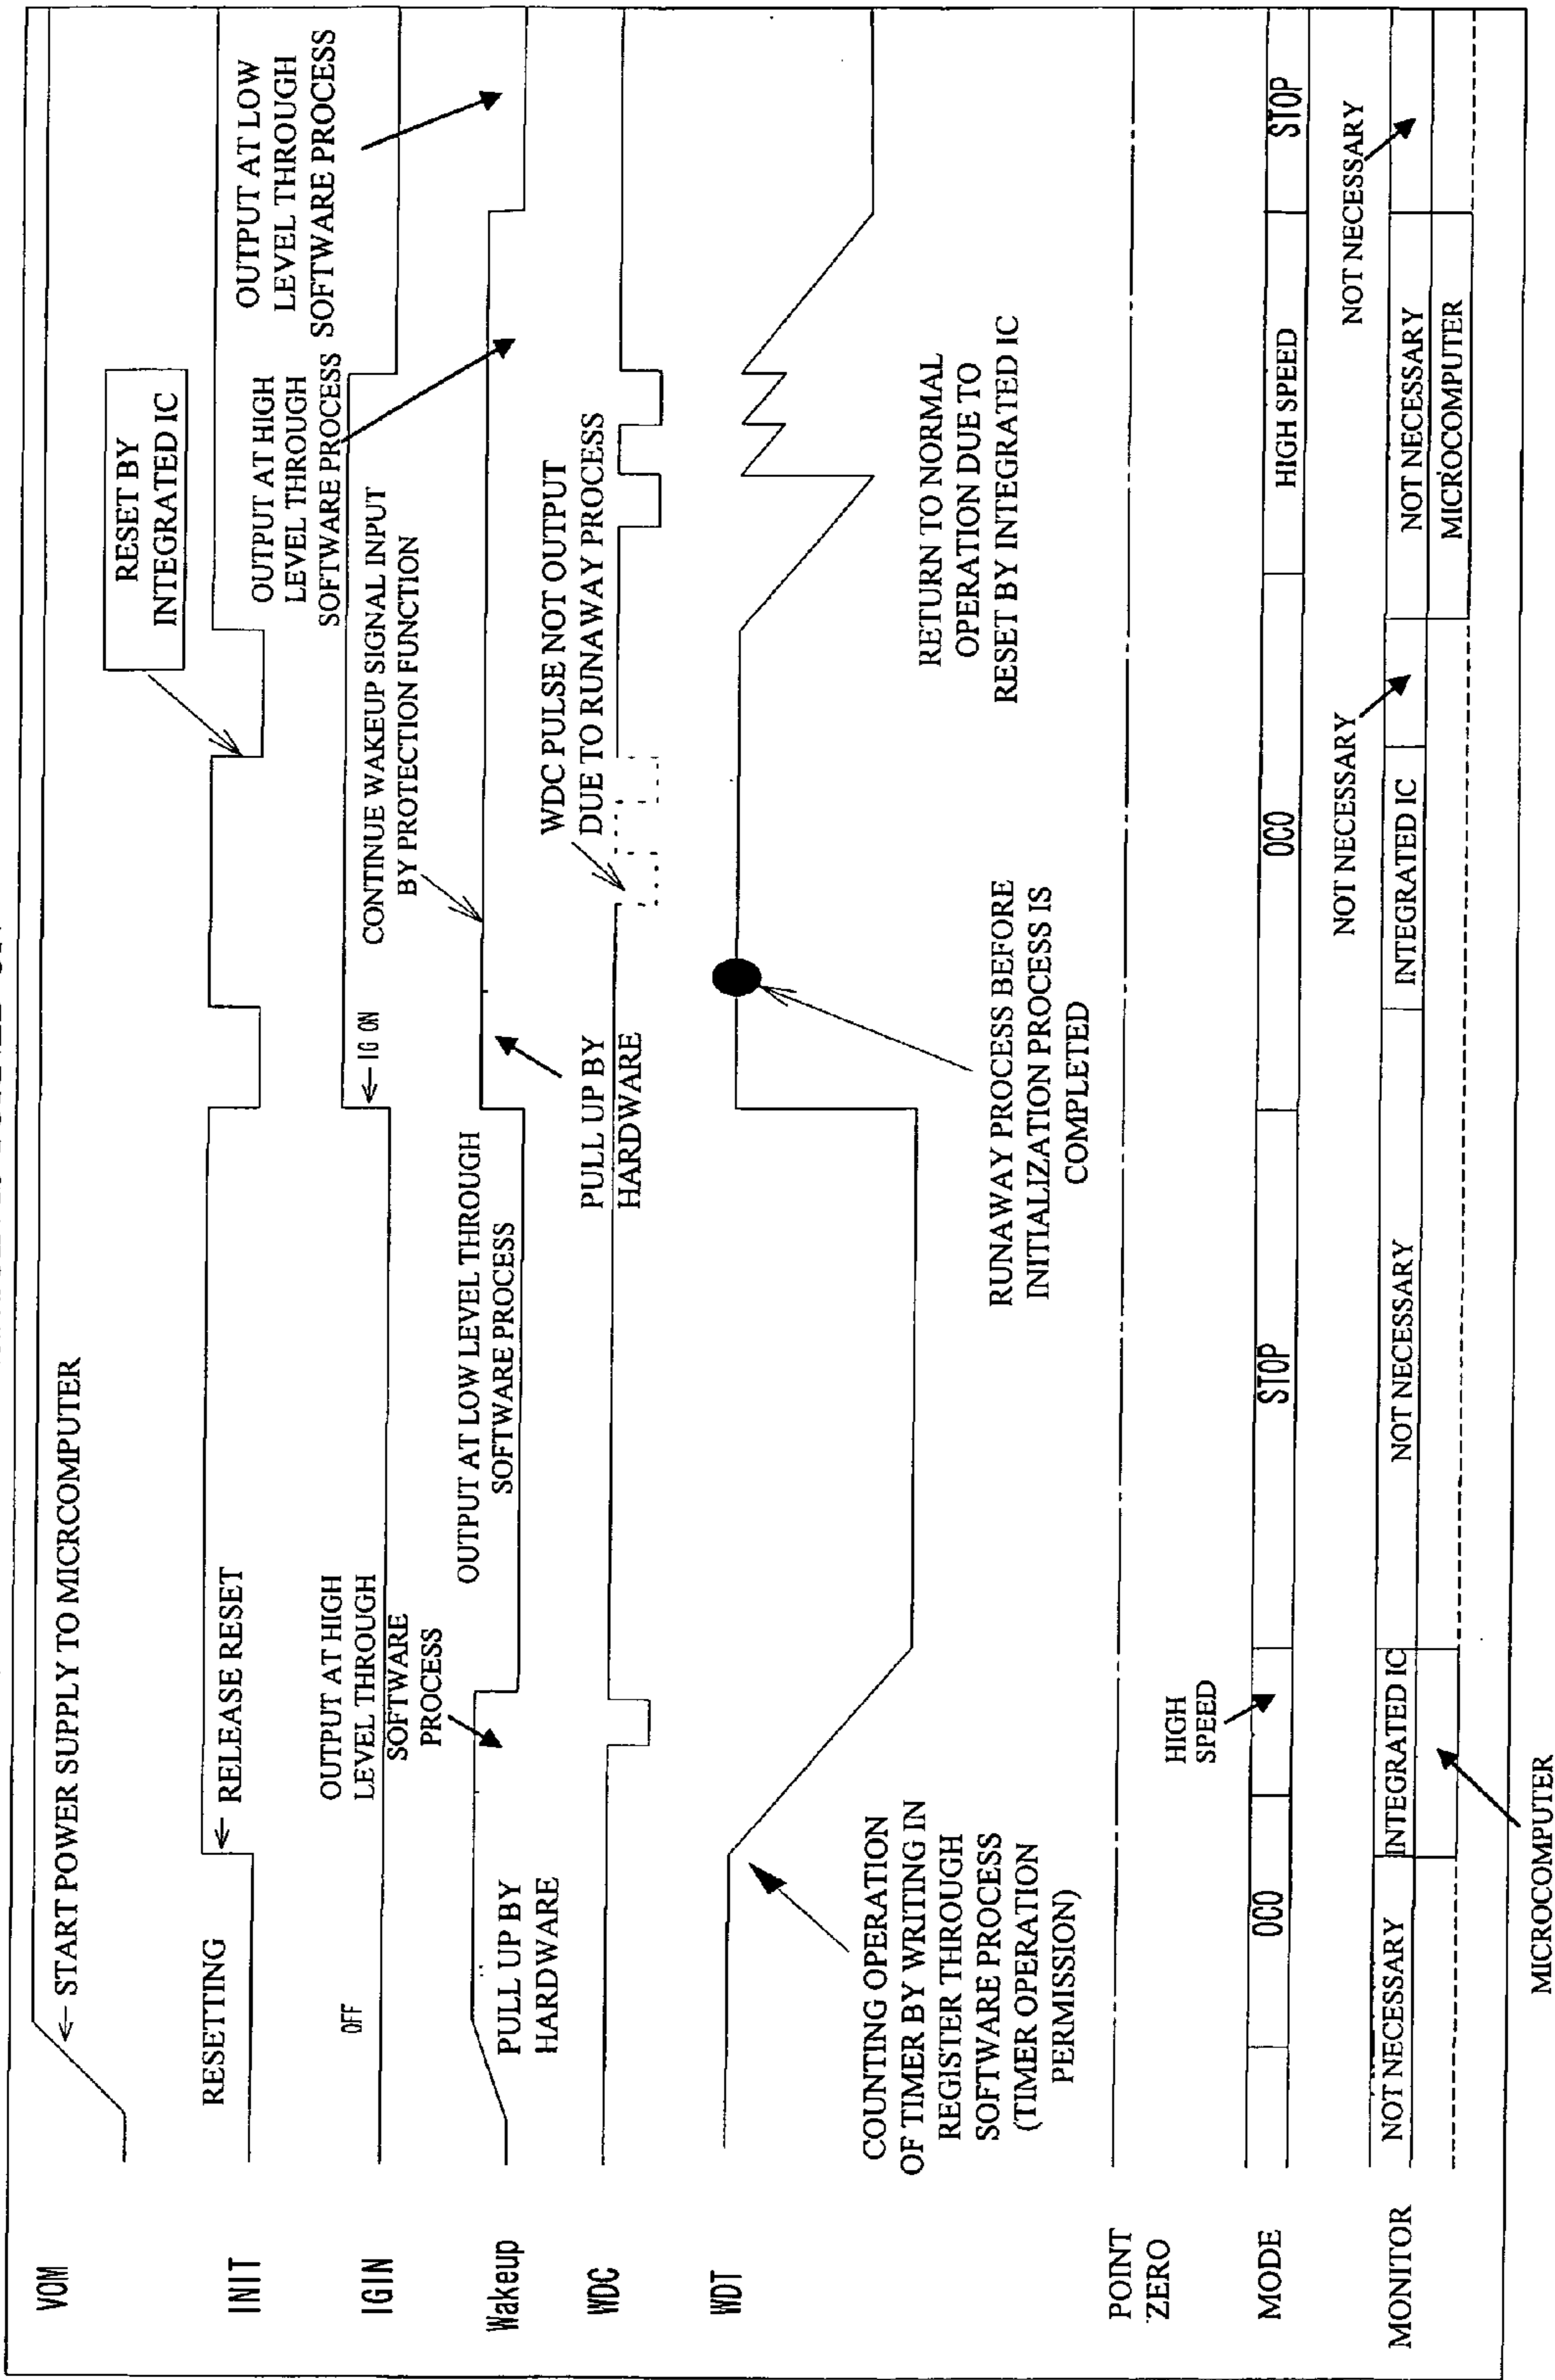 VOM
← START POWER SUPPLY TO MICRCOMPUTER
INIT
RESETTING
← RELEASE RESET
RESET BY
INTEGRATED IC
IGIN
OFF
← IG ON
Wakeup
PULL UP BY
HARDWARE
OUTPUT AT HIGH
LEVEL THROUGH
SOFTWARE
PROCESS
OUTPUT AT LOW LEVEL THROUGH
SOFTWARE PROCESS
PULL UP BY
HARDWARE
CONTINUE WAKEUP SIGNAL INPUT
BY PROTECTION FUNCTION
OUTPUT AT HIGH
LEVEL THROUGH
SOFTWARE PROCESS
OUTPUT AT LOW
LEVEL THROUGH
SOFTWARE PROCESS
WDC
WDC PULSE NOT OUTPUT
DUE TO RUNAWAY PROCESS
WDT
COUNTING OPERATION
OF TIMER BY WRITING IN
REGISTER THROUGH
SOFTWARE PROCESS
(TIMER OPERATION
PERMISSION)
RUNAWAY PROCESS BEFORE
INITIALIZATION PROCESS IS
COMPLETED
RETURN TO NORMAL
OPERATION DUE TO
RESET BY INTEGRATED IC
POINT
ZERO
MODE
OCO
HIGH
SPEED
STOP
OCO
HIGH SPEED
STOP
MONITOR
NOT NECESSARY
INTEGRATED IC
MICROCOMPUTER
NOT NECESSARY
INTEGRATED IC
NOT NECESSARY
NOT NECESSARY
MICROCOMPUTER
NOT NECESSARY